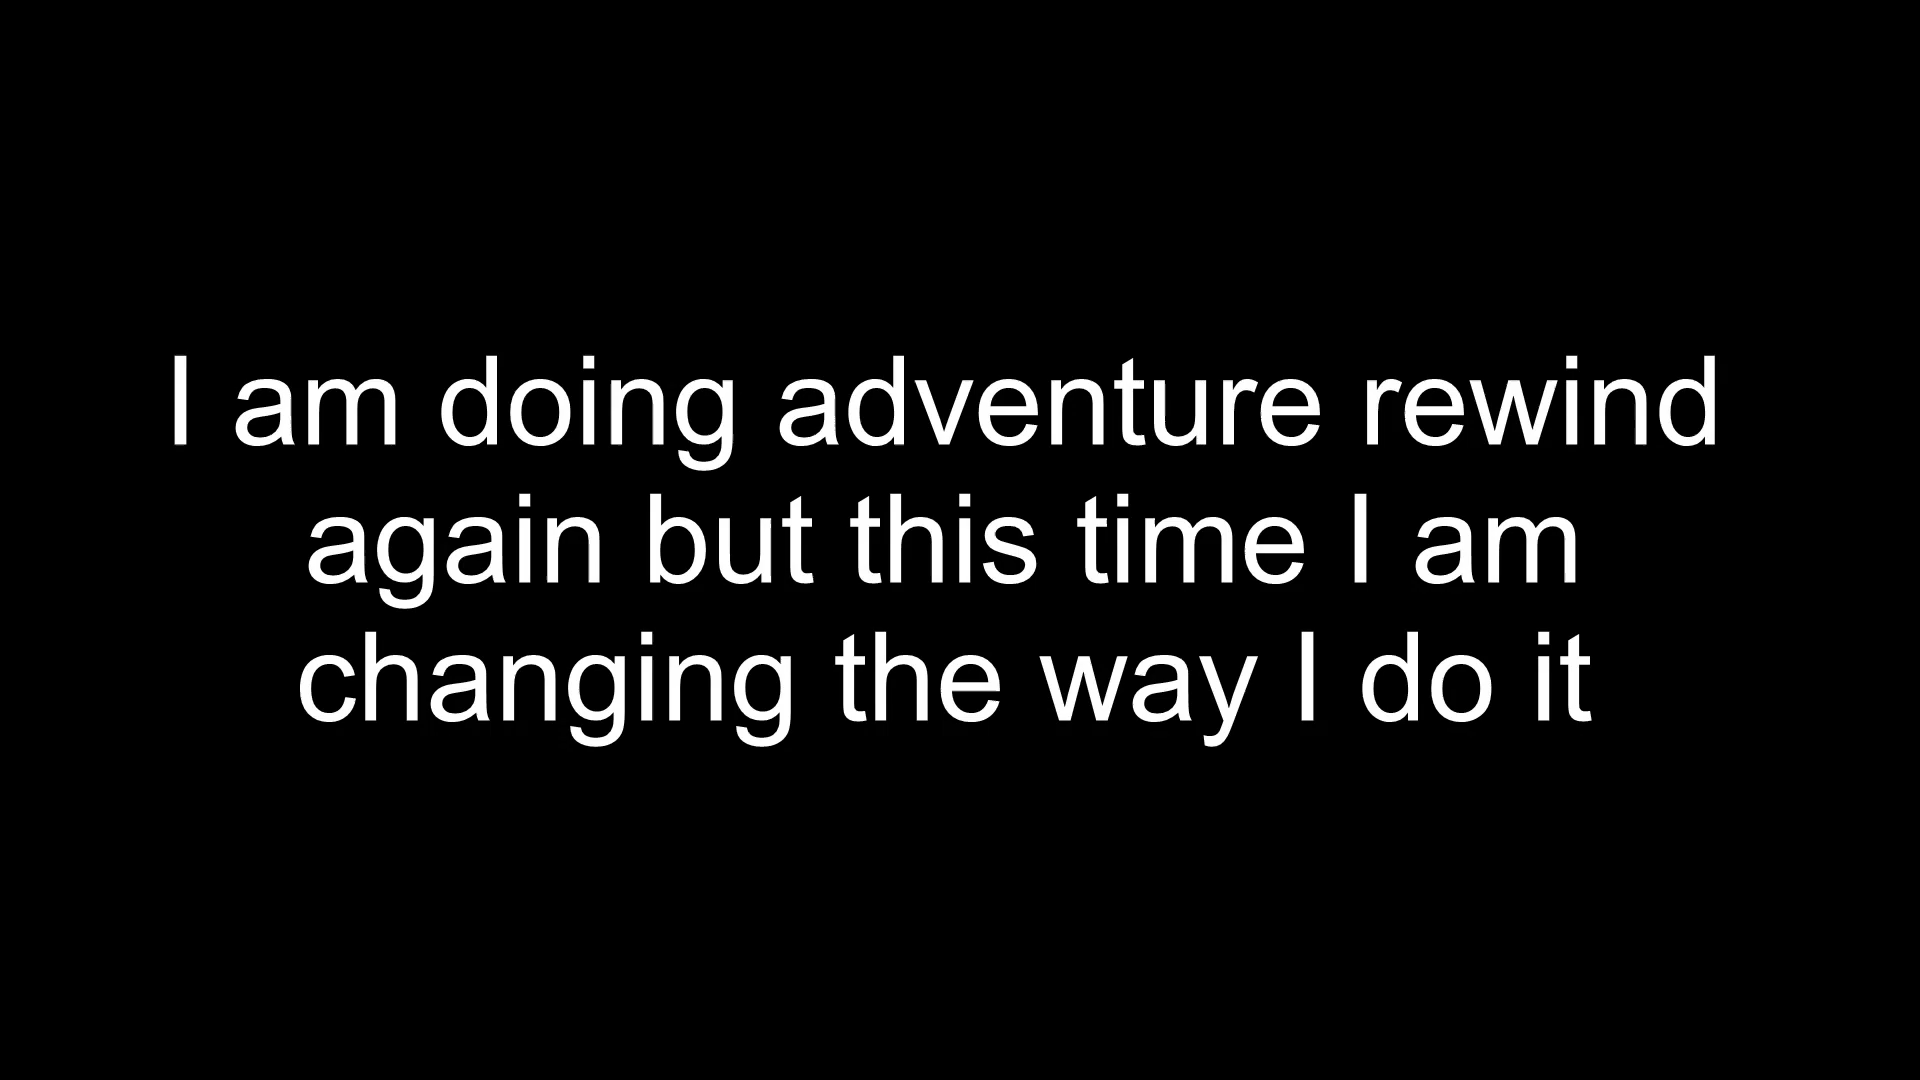 I am doing adventure rewind
again but this time I am
changing the way I do it